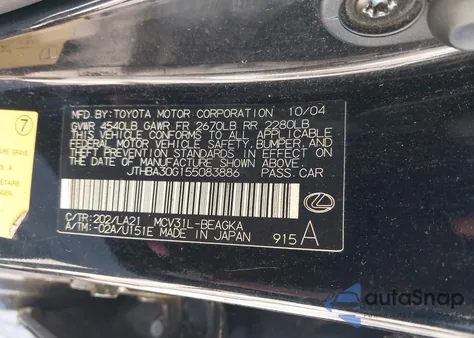 MFD. BY: TOYOTA MOTOR CORPORATION 10/04
GVWR 4540LB GAWR FR 2670LB RR 2280LB
THIS VEHICLE CONFORMS TO ALL APPLICABLE
FEDERAL MOTOR VEHICLE SAFETY, BUMPER, AND
THEFT PREVENTION STANDARDS IN EFFECT ON
THE DATE OF MANUFACTURE SHOWN ABOVE.
JTHBA30G155083886 PASS. CAR
C/TR: 202/LA21 MCV31L-BEAGKA
A/TM: -02A/U151E MADE IN JAPAN 915 A
7
autoSnap